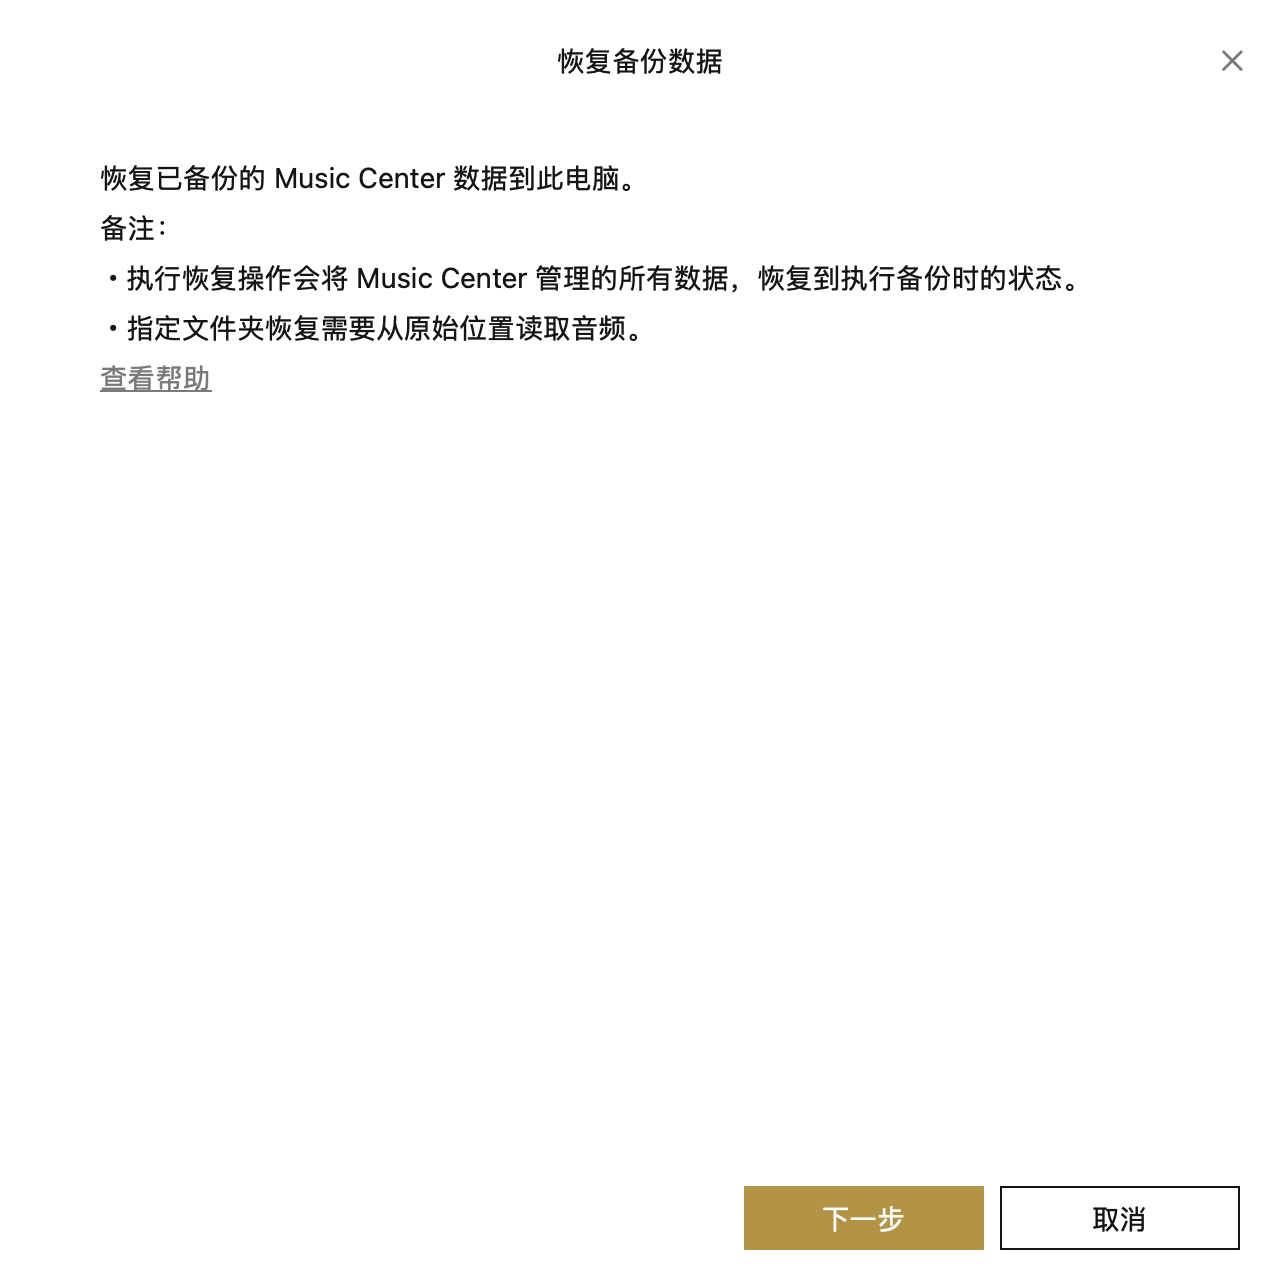 恢复备份数据
恢复已备份的 Music Center 数据到此电脑。
备注：
・执行恢复操作会将 Music Center 管理的所有数据，恢复到执行备份时的状态。
・指定文件夹恢复需要从原始位置读取音频。
查看帮助
下一步
取消